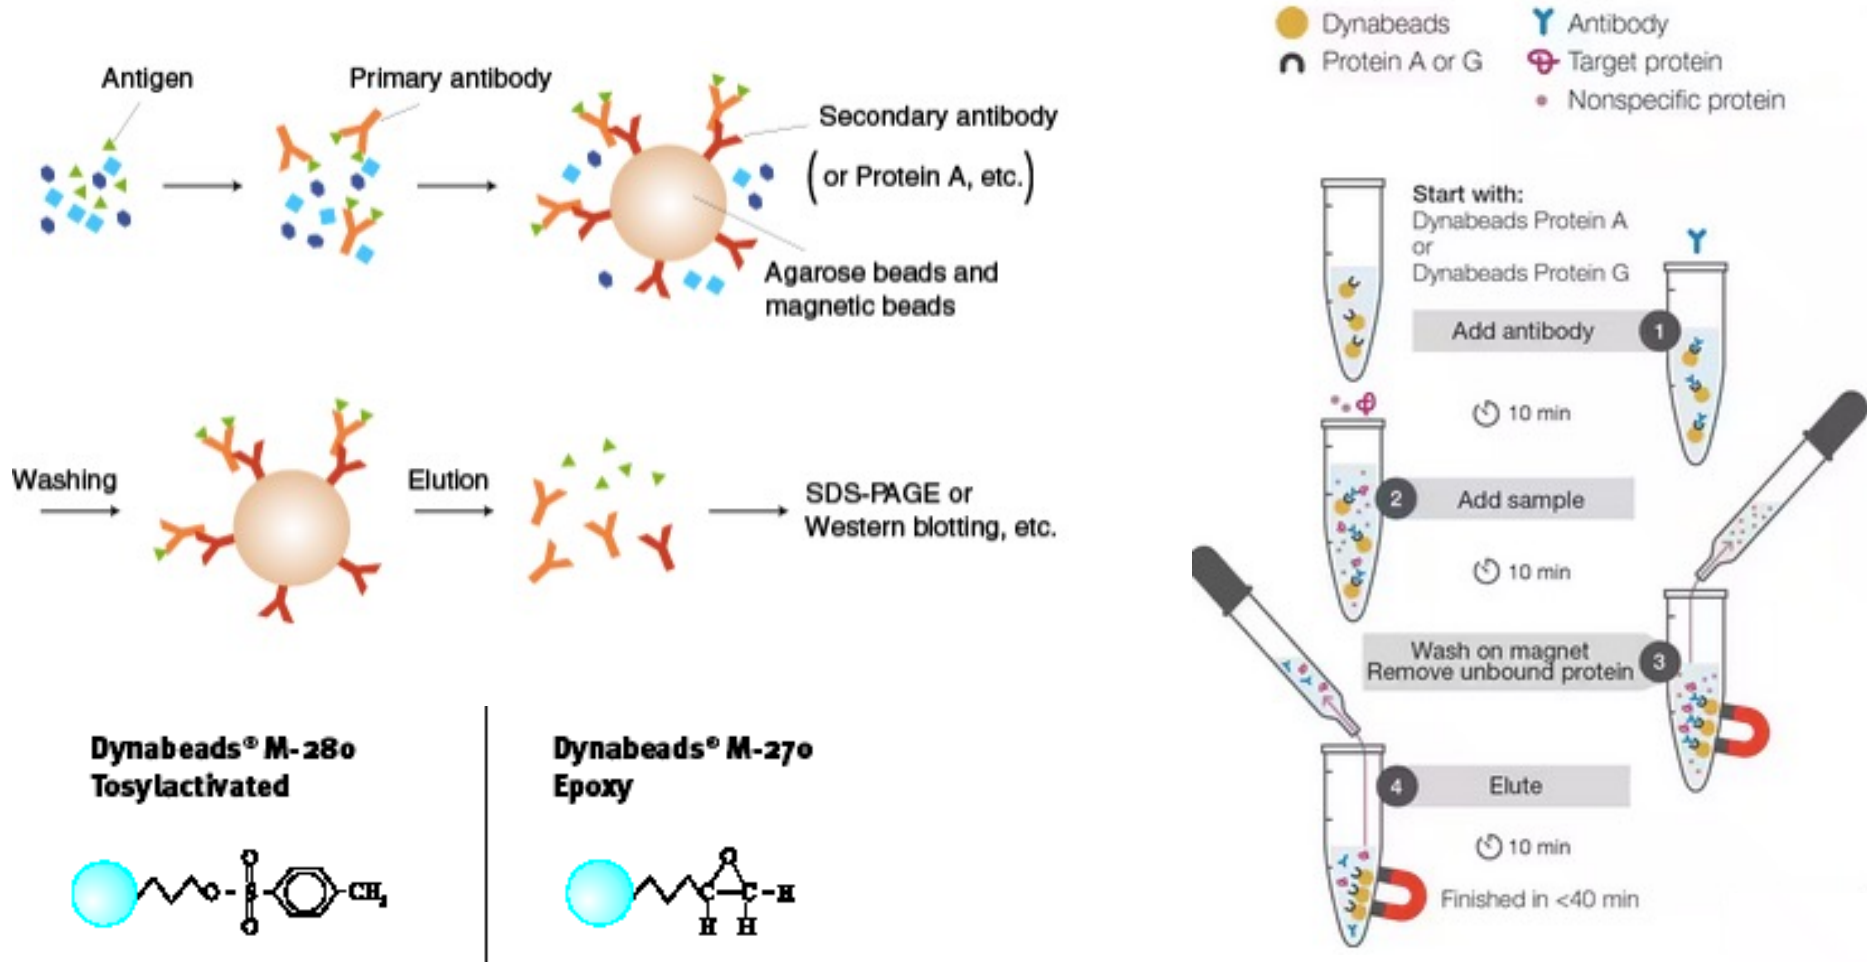 Antigen
Primary antibody
Secondary antibody
(or Protein A, etc.)
Agarose beads and
magnetic beads
Washing
Elution
SDS-PAGE or
Western blotting, etc.
Dynabeads® M-280
Tosylactivated
O
O
S
O
CH3
Dynabeads® M-270
Epoxy
O
C
C
H
H
H
Dynabeads
Antibody
Protein A or G
Target protein
Nonspecific protein
Start with:
Dynabeads Protein A
or
Dynabeads Protein G
Add antibody
1
10 min
2
Add sample
10 min
Wash on magnet
Remove unbound protein
3
4
Elute
10 min
Finished in <40 min